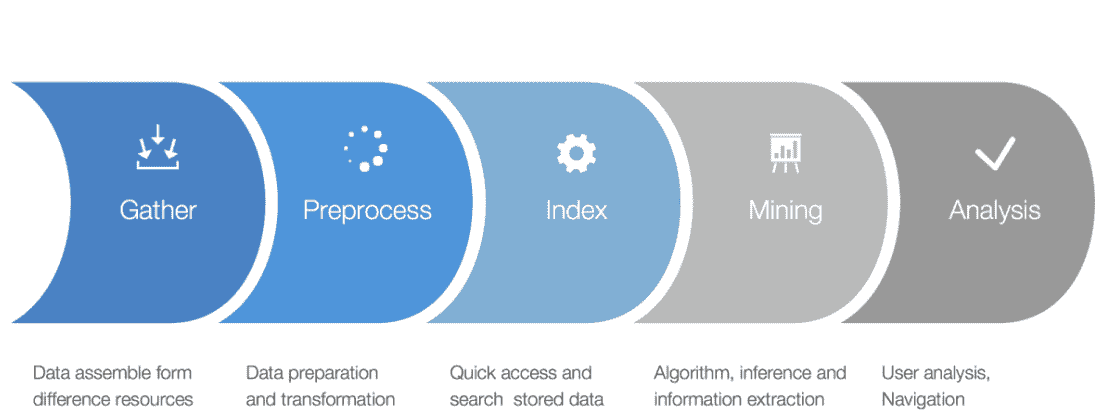 Gather
Preprocess
Index
Mining
Analysis
Data assemble form
difference resources
Data preparation
and transformation
Quick access and
search stored data
Algorithm, inference and
information extraction
User analysis,
Navigation